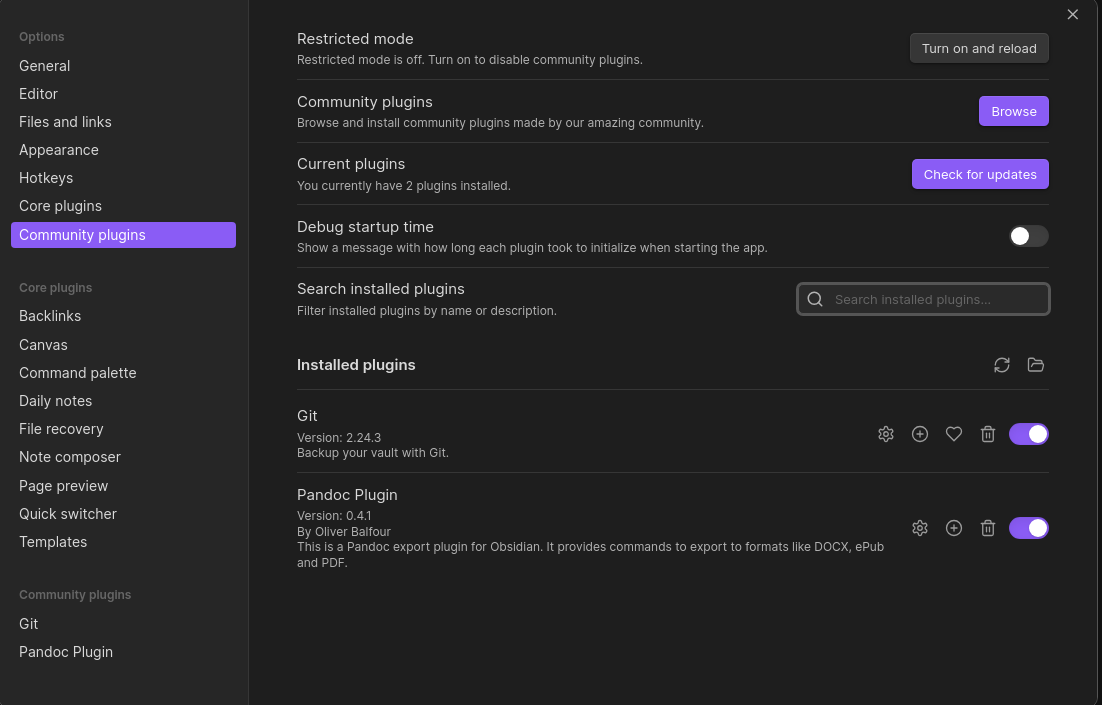 Options
General
Editor
Files and links
Appearance
Hotkeys
Core plugins
Community plugins
Core plugins
Backlinks
Canvas
Command palette
Daily notes
File recovery
Note composer
Page preview
Quick switcher
Templates
Community plugins
Git
Pandoc Plugin
Restricted mode
Restricted mode is off. Turn on to disable community plugins.
Turn on and reload
Community plugins
Browse and install community plugins made by our amazing community.
Browse
Current plugins
You currently have 2 plugins installed.
Check for updates
Debug startup time
Show a message with how long each plugin took to initialize when starting the app.
Search installed plugins
Filter installed plugins by name or description.
Search installed plugins...
Installed plugins
Git
Version: 2.24.3
Backup your vault with Git.
Pandoc Plugin
Version: 0.4.1
By Oliver Balfour
This is a Pandoc export plugin for Obsidian. It provides commands to export to formats like DOCX, ePub
and PDF.